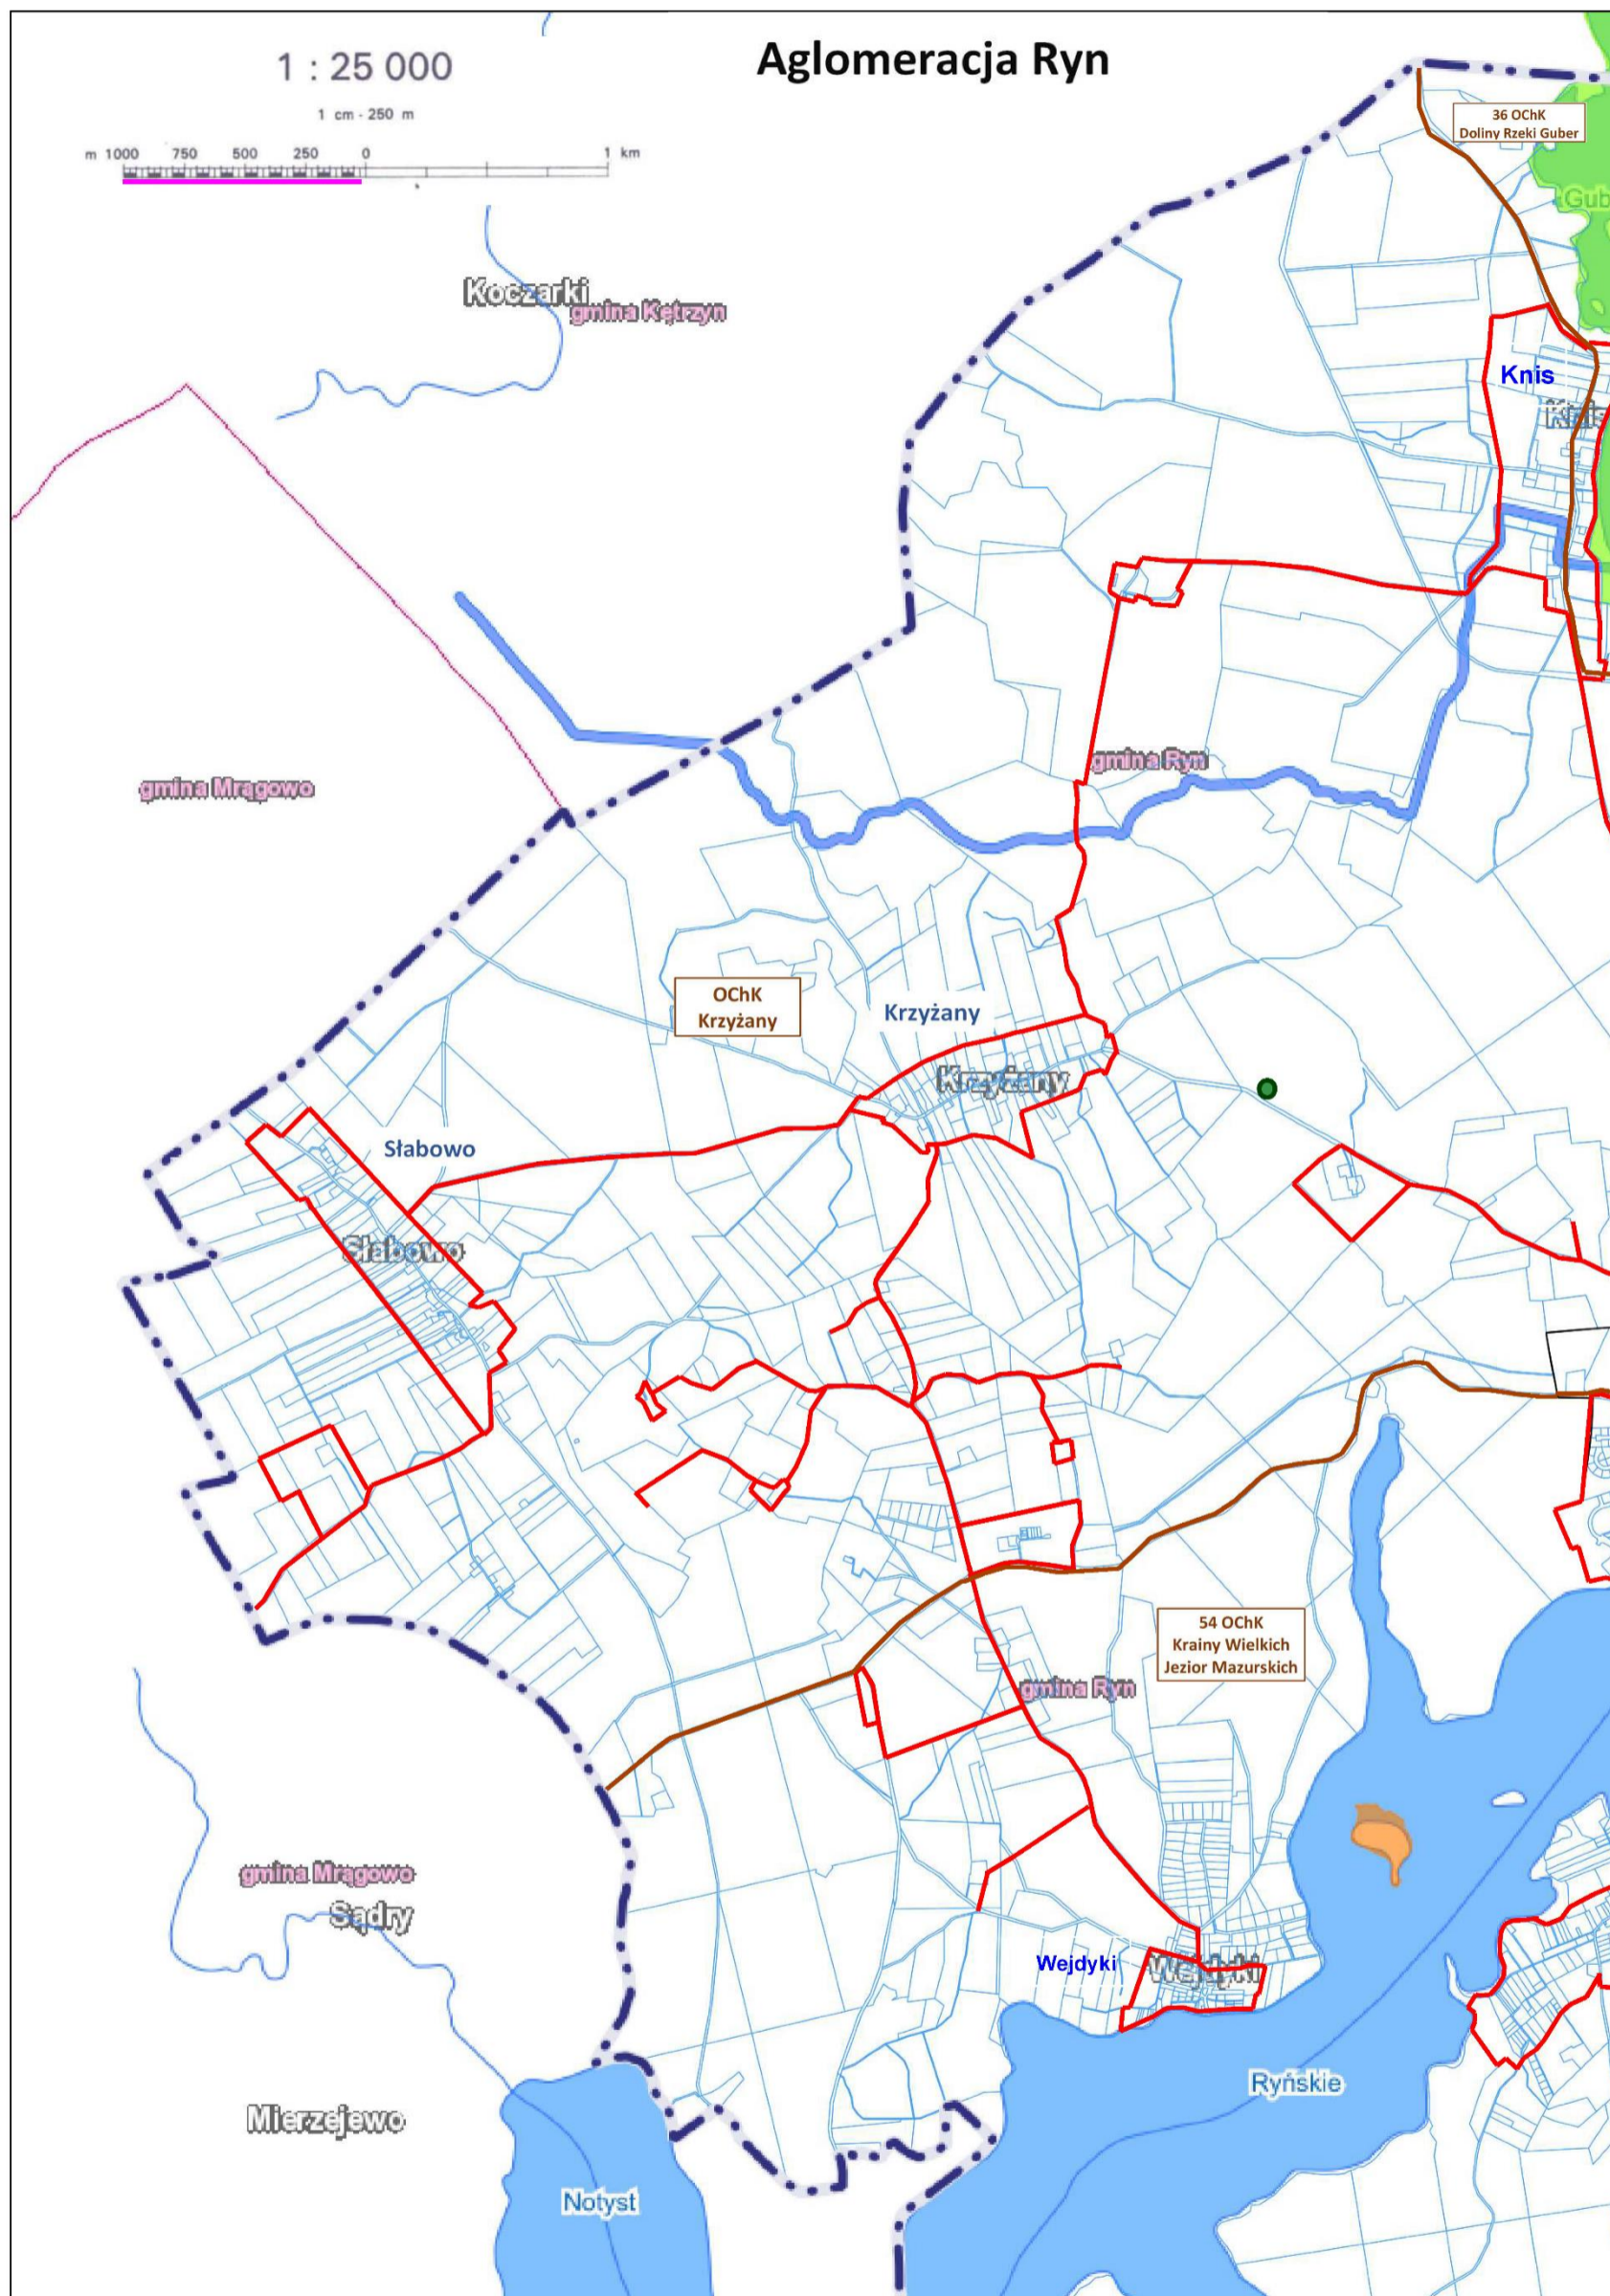 Aglomeracja Ryn
1 : 25 000
1 cm - 250 m
m 1000 750 500 250 0 1 km
36 OChK
Doliny Rzeki Guber
Gub
Koczarki
gmina Kętrzyn
Knis
Knis
gmina Ryn
gmina Mrągowo
OChK
Krzyżany
Krzyżany
Krzyżany
Słabowo
Słabowo
54 OChK
Krainy Wielkich
Jezior Mazurskich
gmina Ryn
gmina Mrągowo
Sądry
Wejdyki
Wejdyki
Ryńskie
Mierzejewo
Notyst